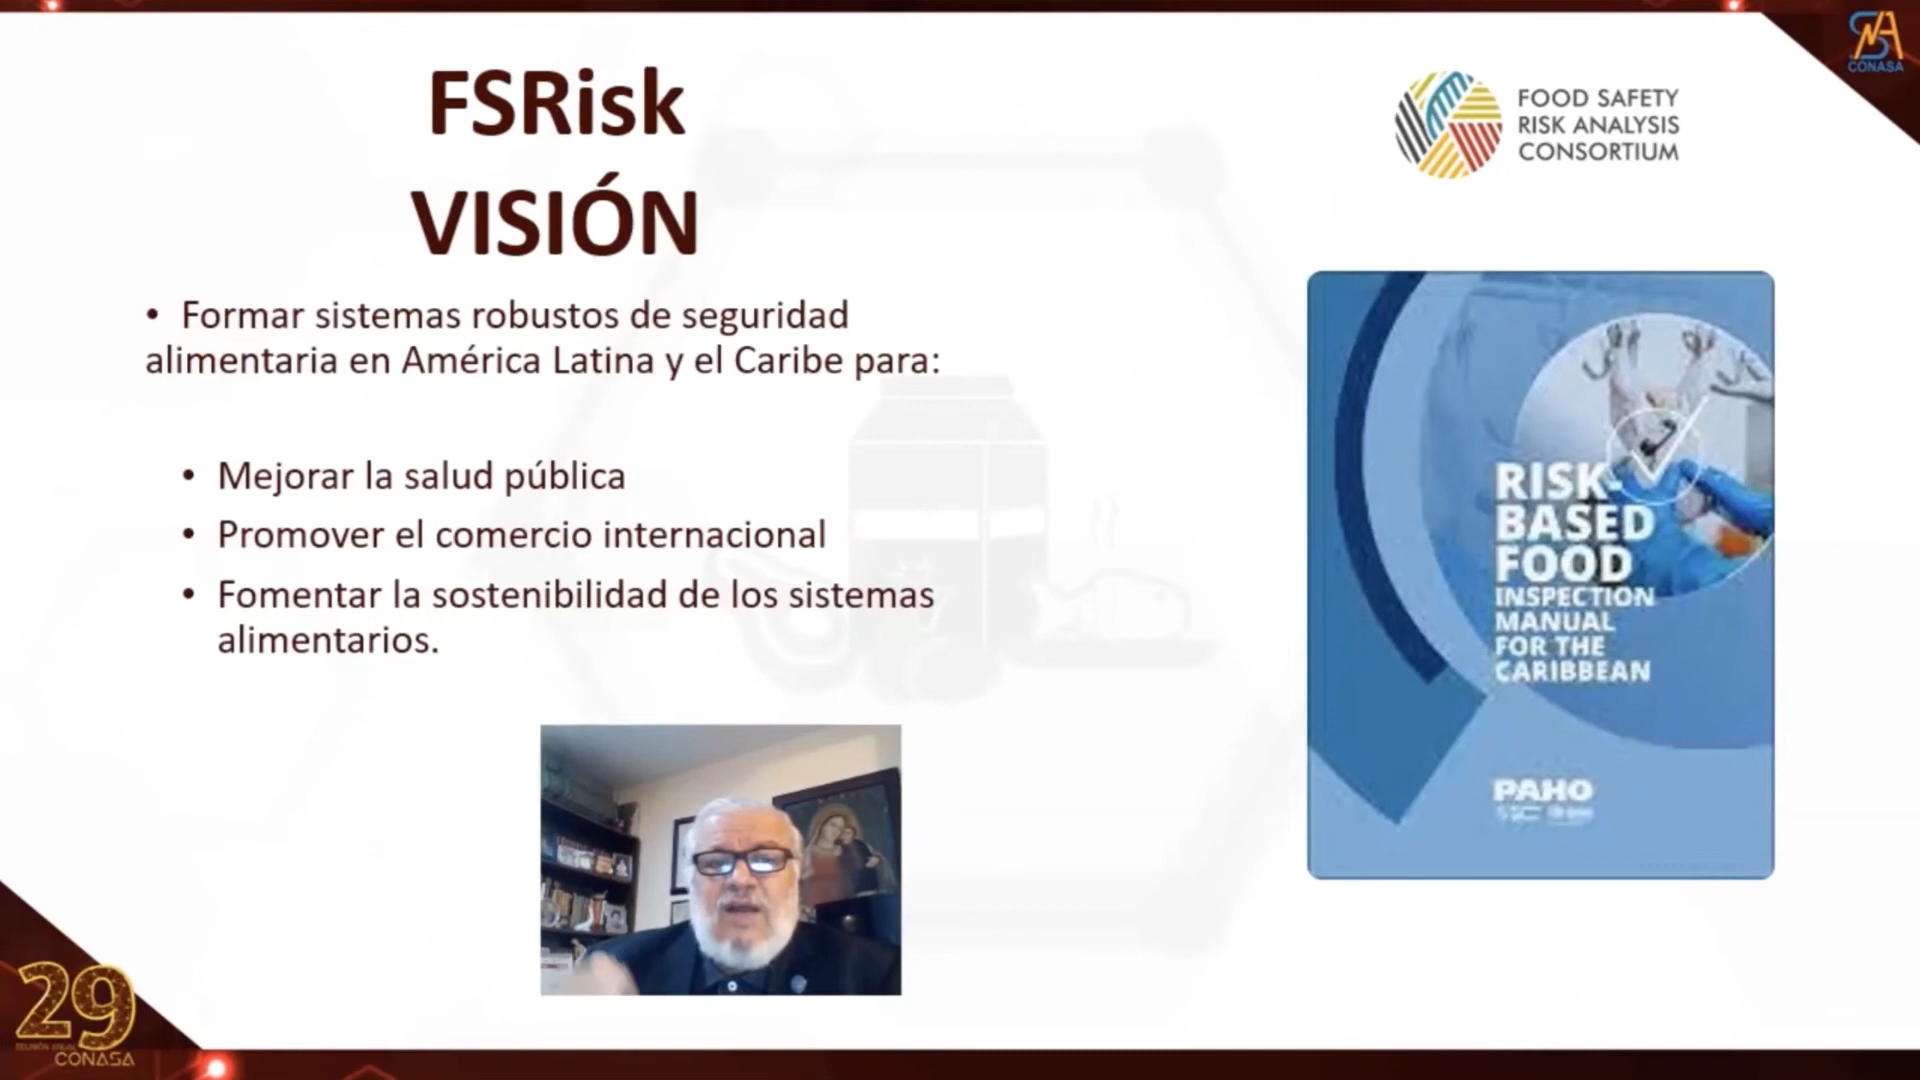 FSRisk
VISIÓN
• Formar sistemas robustos de seguridad
alimentaria en América Latina y el Caribe para:
• Mejorar la salud pública
• Promover el comercio internacional
• Fomentar la sostenibilidad de los sistemas
alimentarios.
FOOD SAFETY
RISK ANALYSIS
CONSORTIUM
CONASA
RISK-
BASED
FOOD
INSPECTION
MANUAL
FOR THE
CARIBBEAN
PAHO
29
REUNIÓN ANUAL
CONASA